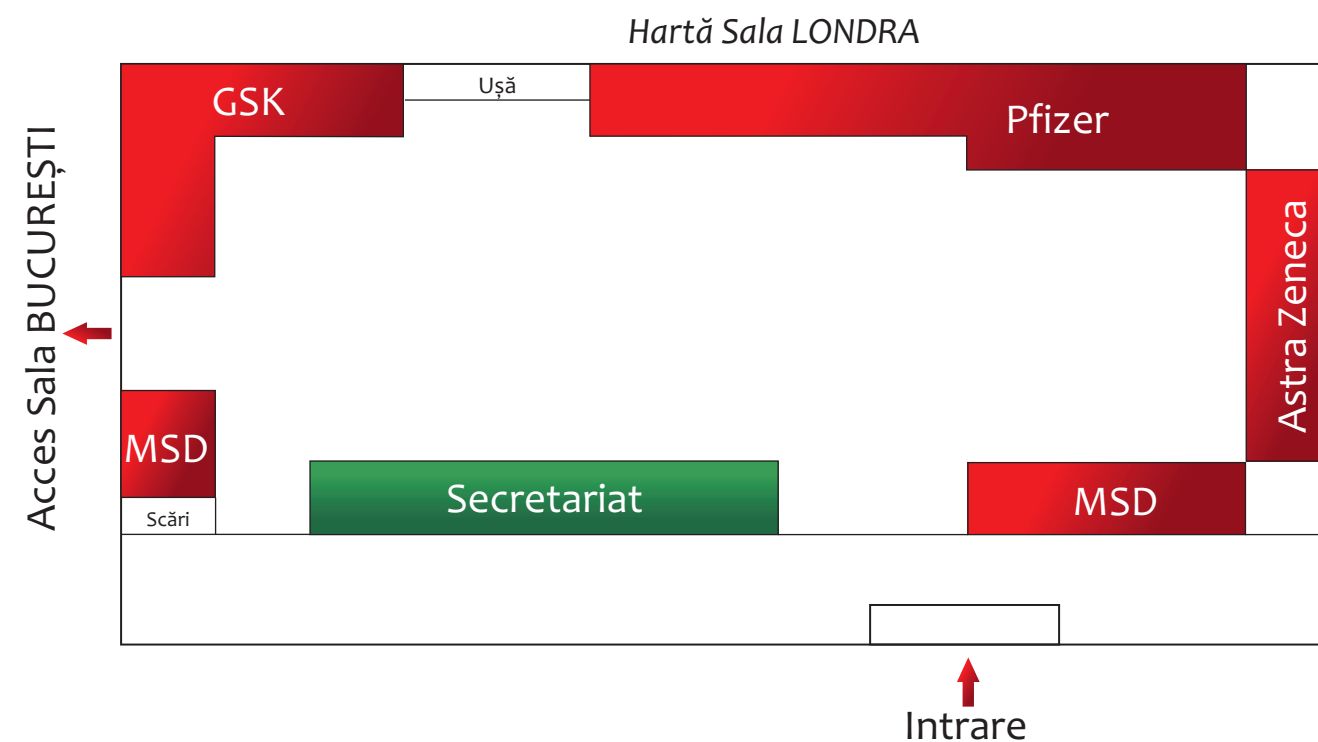 Hartă Sala LONDRA
GSK
Ușă
Pfizer
Acces Sala BUCUREȘTI
Astra Zeneca
MSD
Scări
Secretariat
MSD
Intrare